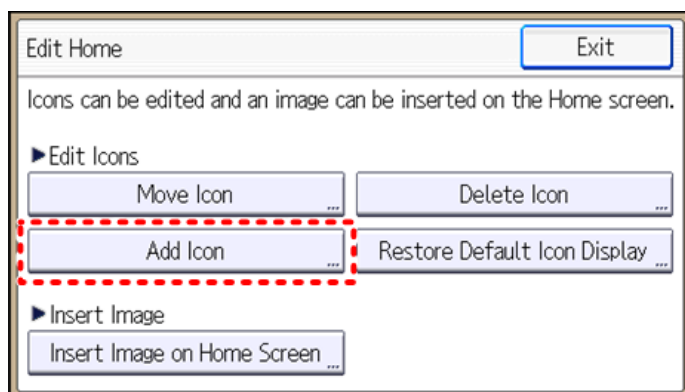 Edit Home
Exit
Icons can be edited and an image can be inserted on the Home screen.
►Edit Icons
Move Icon ...
Delete Icon ...
Add Icon ...
Restore Default Icon Display ...
►Insert Image
Insert Image on Home Screen ...